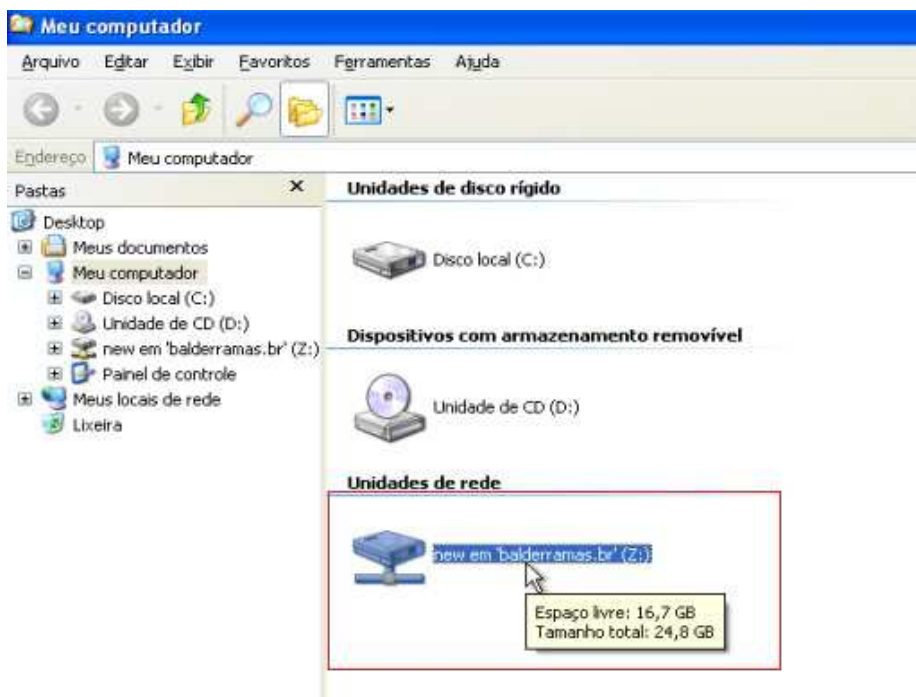 Meu computador
Arquivo Editar Exibir Favoritos Ferramentas Ajuda
Endereço Meu computador
Pastas
Desktop
Meus documentos
Meu computador
Disco local (C:)
Unidade de CD (D:)
new em 'balderramas.br' (Z:)
Painel de controle
Meus locais de rede
Lixeira
Unidades de disco rígido
Disco local (C:)
Dispositivos com armazenamento removível
Unidade de CD (D:)
Unidades de rede
new em 'balderramas.br' (Z:)
Espaço livre: 16,7 GB
Tamanho total: 24,8 GB